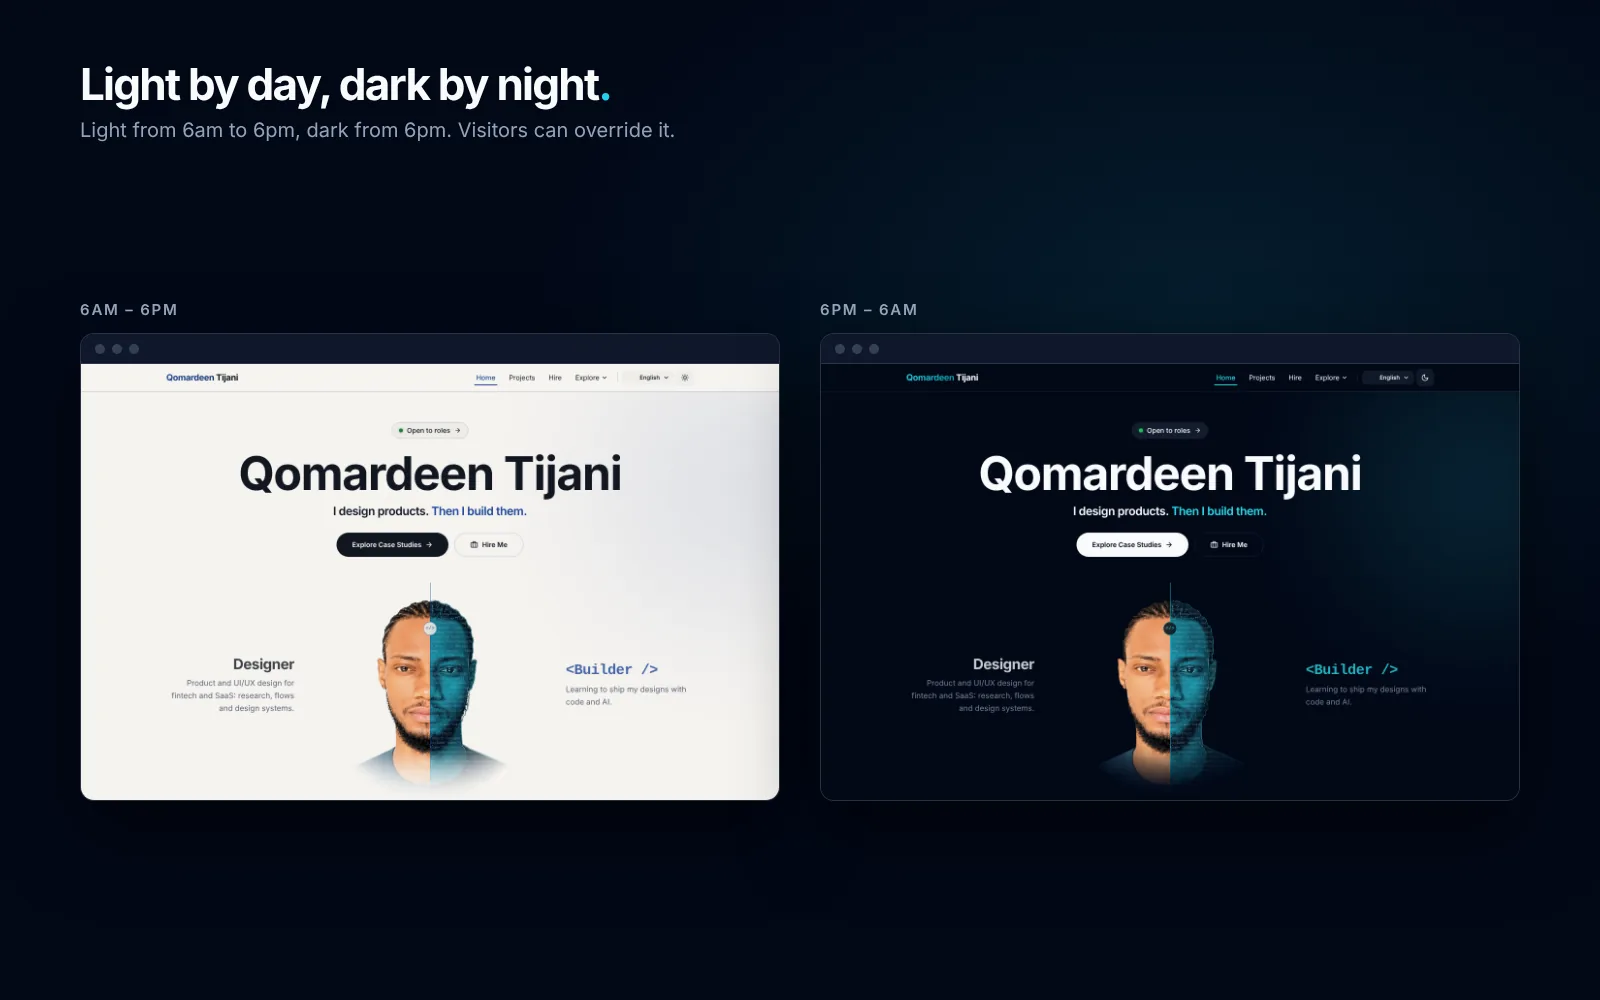 Light by day, dark by night.
Light from 6am to 6pm, dark from 6pm. Visitors can override it.
6AM – 6PM
Qomardeen Tijani
Home Projects Hire Explore English
Open to roles →
Qomardeen Tijani
I design products. Then I build them.
Explore Case Studies →
Hire Me
Designer
Product and UI/UX design for
fintech and SaaS: research, flows
and design systems.
<Builder />
Learning to ship my designs with
code and AI.
6PM – 6AM
Qomardeen Tijani
Home Projects Hire Explore English
Open to roles →
Qomardeen Tijani
I design products. Then I build them.
Explore Case Studies →
Hire Me
Designer
Product and UI/UX design for
fintech and SaaS: research, flows
and design systems.
<Builder />
Learning to ship my designs with
code and AI.